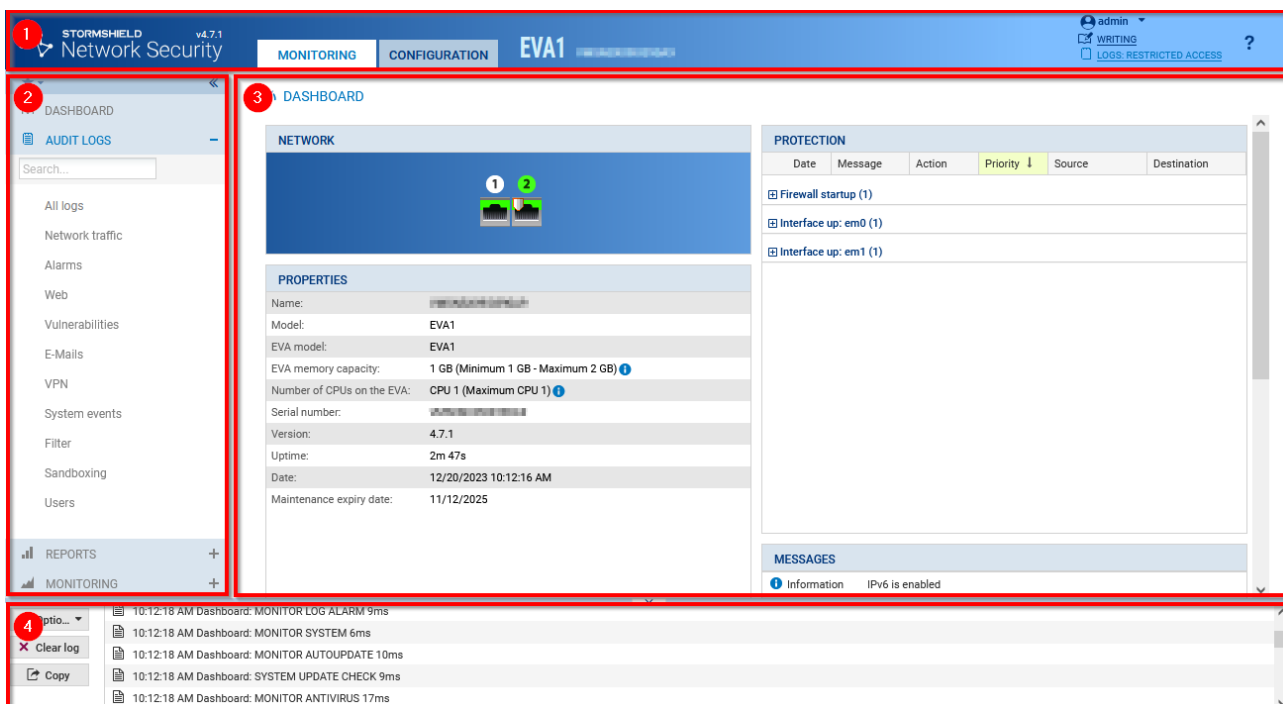 1
STORMSHIELD v4.7.1
Network Security
MONITORING CONFIGURATION EVA1
admin
WRITING
LOGS: RESTRICTED ACCESS
?
2
DASHBOARD
AUDIT LOGS
Search...
All logs
Network traffic
Alarms
Web
Vulnerabilities
E-Mails
VPN
System events
Filter
Sandboxing
Users
REPORTS
MONITORING
3 DASHBOARD
NETWORK
1 2
PROPERTIES
Name:
Model: EVA1
EVA model: EVA1
EVA memory capacity: 1 GB (Minimum 1 GB - Maximum 2 GB)
Number of CPUs on the EVA: CPU 1 (Maximum CPU 1)
Serial number:
Version: 4.7.1
Uptime: 2m 47s
Date: 12/20/2023 10:12:16 AM
Maintenance expiry date: 11/12/2025
PROTECTION
Date Message Action Priority Source Destination
Firewall startup (1)
Interface up: em0 (1)
Interface up: em1 (1)
MESSAGES
Information IPv6 is enabled
4
ptio...
Clear log
Copy
10:12:18 AM Dashboard: MONITOR LOG ALARM 9ms
10:12:18 AM Dashboard: MONITOR SYSTEM 6ms
10:12:18 AM Dashboard: MONITOR AUTOUPDATE 10ms
10:12:18 AM Dashboard: SYSTEM UPDATE CHECK 9ms
10:12:18 AM Dashboard: MONITOR ANTIVIRUS 17ms